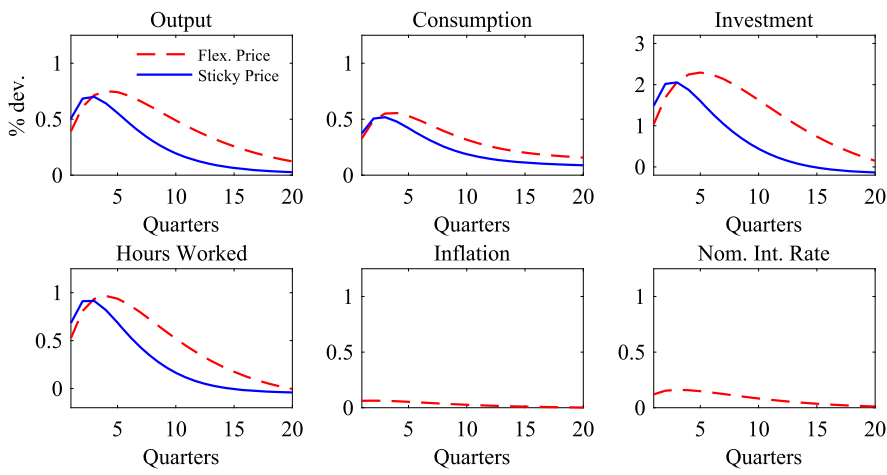 Output
Consumption
Investment
% dev.
1
0.5
0
Flex. Price
Sticky Price
5
10
15
20
Quarters
1
0.5
0
5
10
15
20
Quarters
3
2
1
0
5
10
15
20
Quarters
Hours Worked
Inflation
Nom. Int. Rate
1
0.5
0
5
10
15
20
Quarters
1
0.5
0
5
10
15
20
Quarters
1
0.5
0
5
10
15
20
Quarters